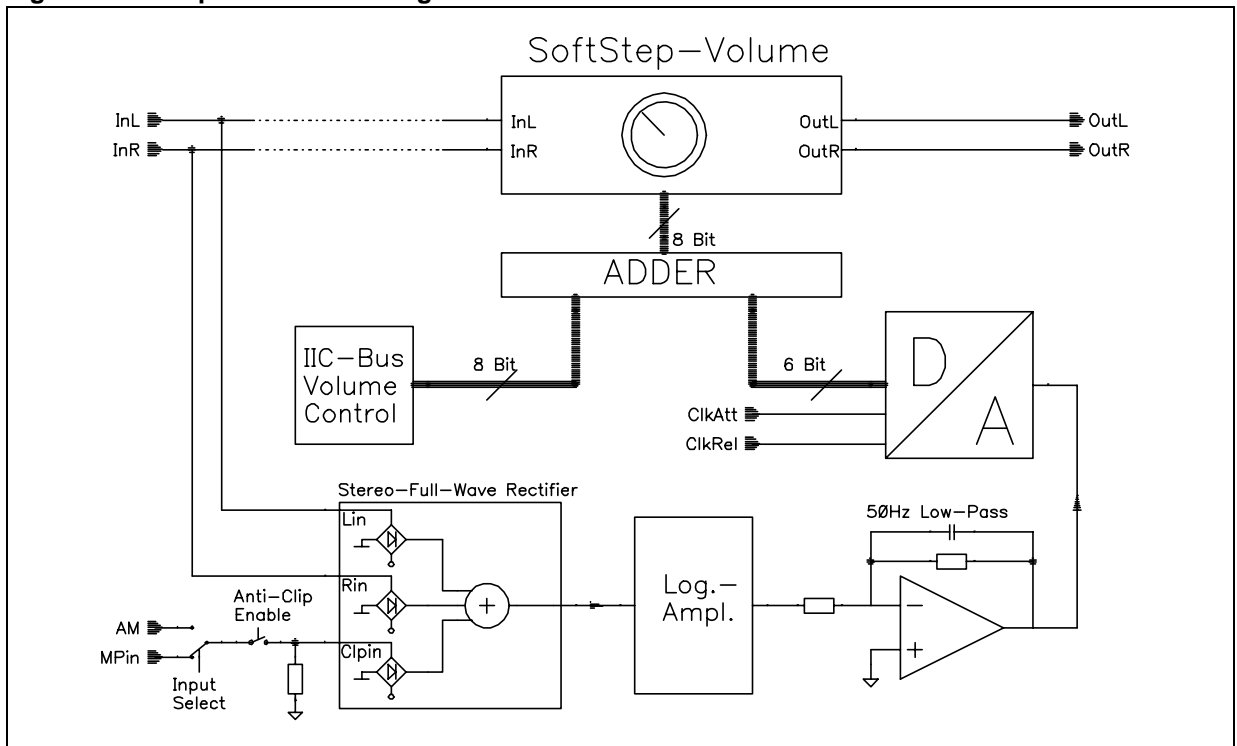 SoftStep-Volume
InL
InR
InL
InR
OutL
OutR
OutL
OutR
8 Bit
ADDER
IIC-Bus
Volume
Control
8 Bit
6 Bit
D
A
ClkAtt
ClkRel
Stereo-Full-Wave Rectifier
Lin
Rin
Clpin
+
Anti-Clip
Enable
AM
MPin
Input
Select
Log.-
Ampl.
50Hz Low-Pass
-
+